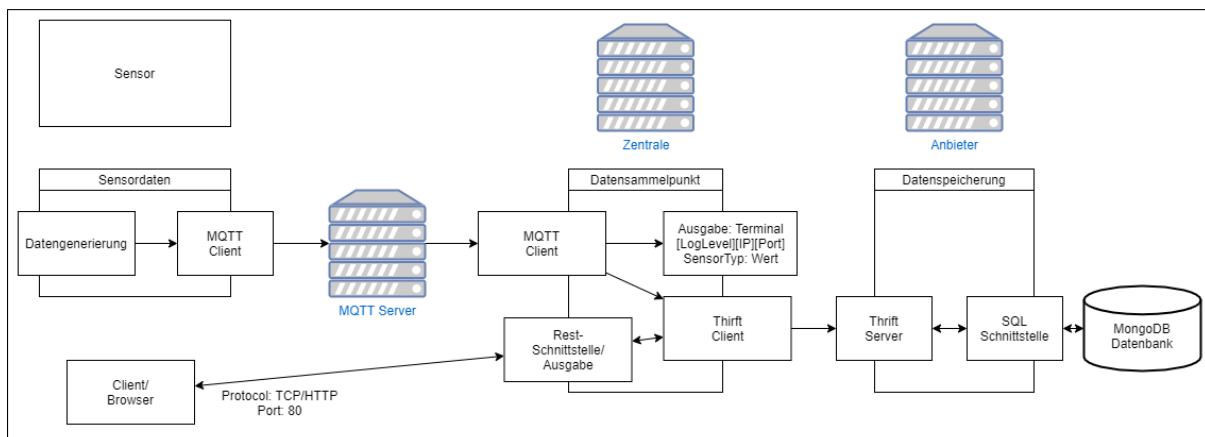 Sensor
Zentrale
Anbieter
Sensordaten
Datengenerierung
MQTT
Client
MQTT Server
Datensammelpunkt
MQTT
Client
Ausgabe: Terminal
[LogLevel][IP][Port]
SensorTyp: Wert
Thirft
Client
Rest-
Schnittstelle/
Ausgabe
Datenspeicherung
Thrift
Server
SQL
Schnittstelle
MongoDB
Datenbank
Client/
Browser
Protocol: TCP/HTTP
Port: 80